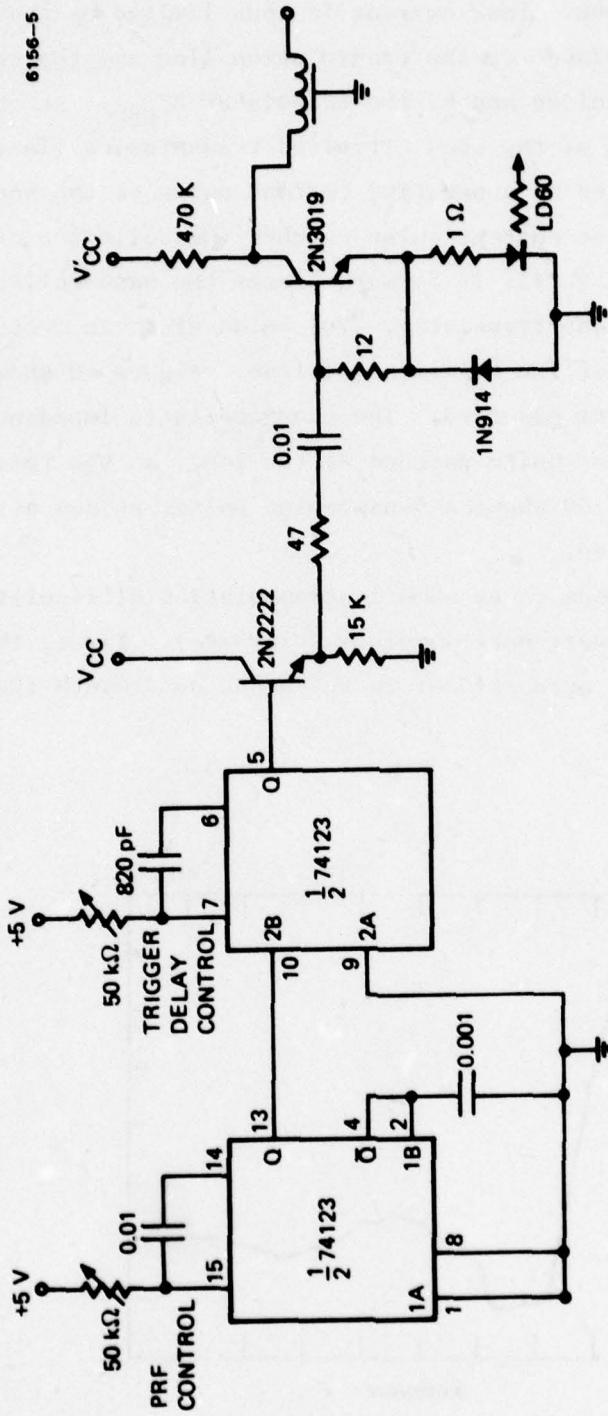 6156-5
+5 V
50 kΩ
PRF
CONTROL
0.01
15
14
½ 74123
13
Q
4
Q̅
2
1B
1A
1
8
0.001
+5 V
50 kΩ
TRIGGER
DELAY
CONTROL
820 pF
7
6
10
2B
½ 74123
5
Q
9
2A
VCC
2N2222
15 K
47
0.01
V'CC
470 K
2N3019
12
1N914
1 Ω
LD60